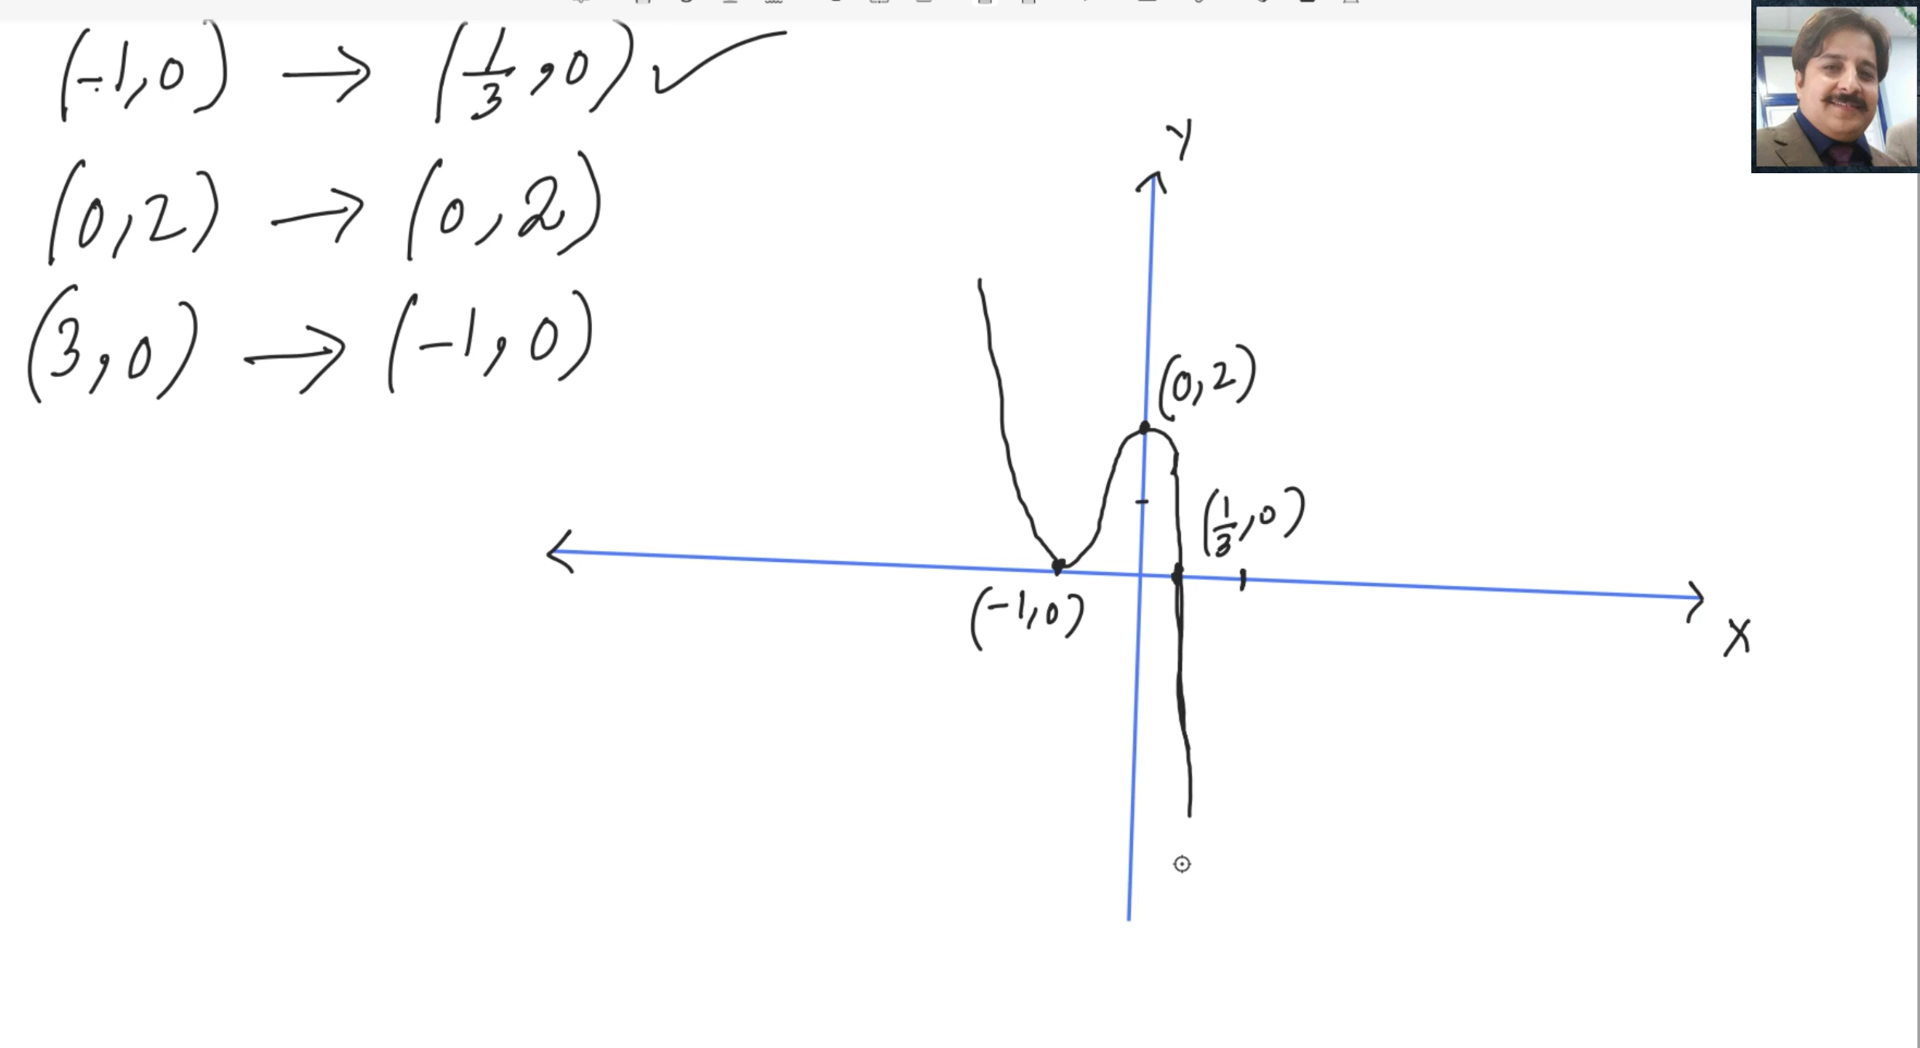 (-1,0) → (1/3,0) ✓
(0,2) → (0,2)
(3,0) → (-1,0)
Y
(0,2)
(1/3,0)
(-1,0)
X